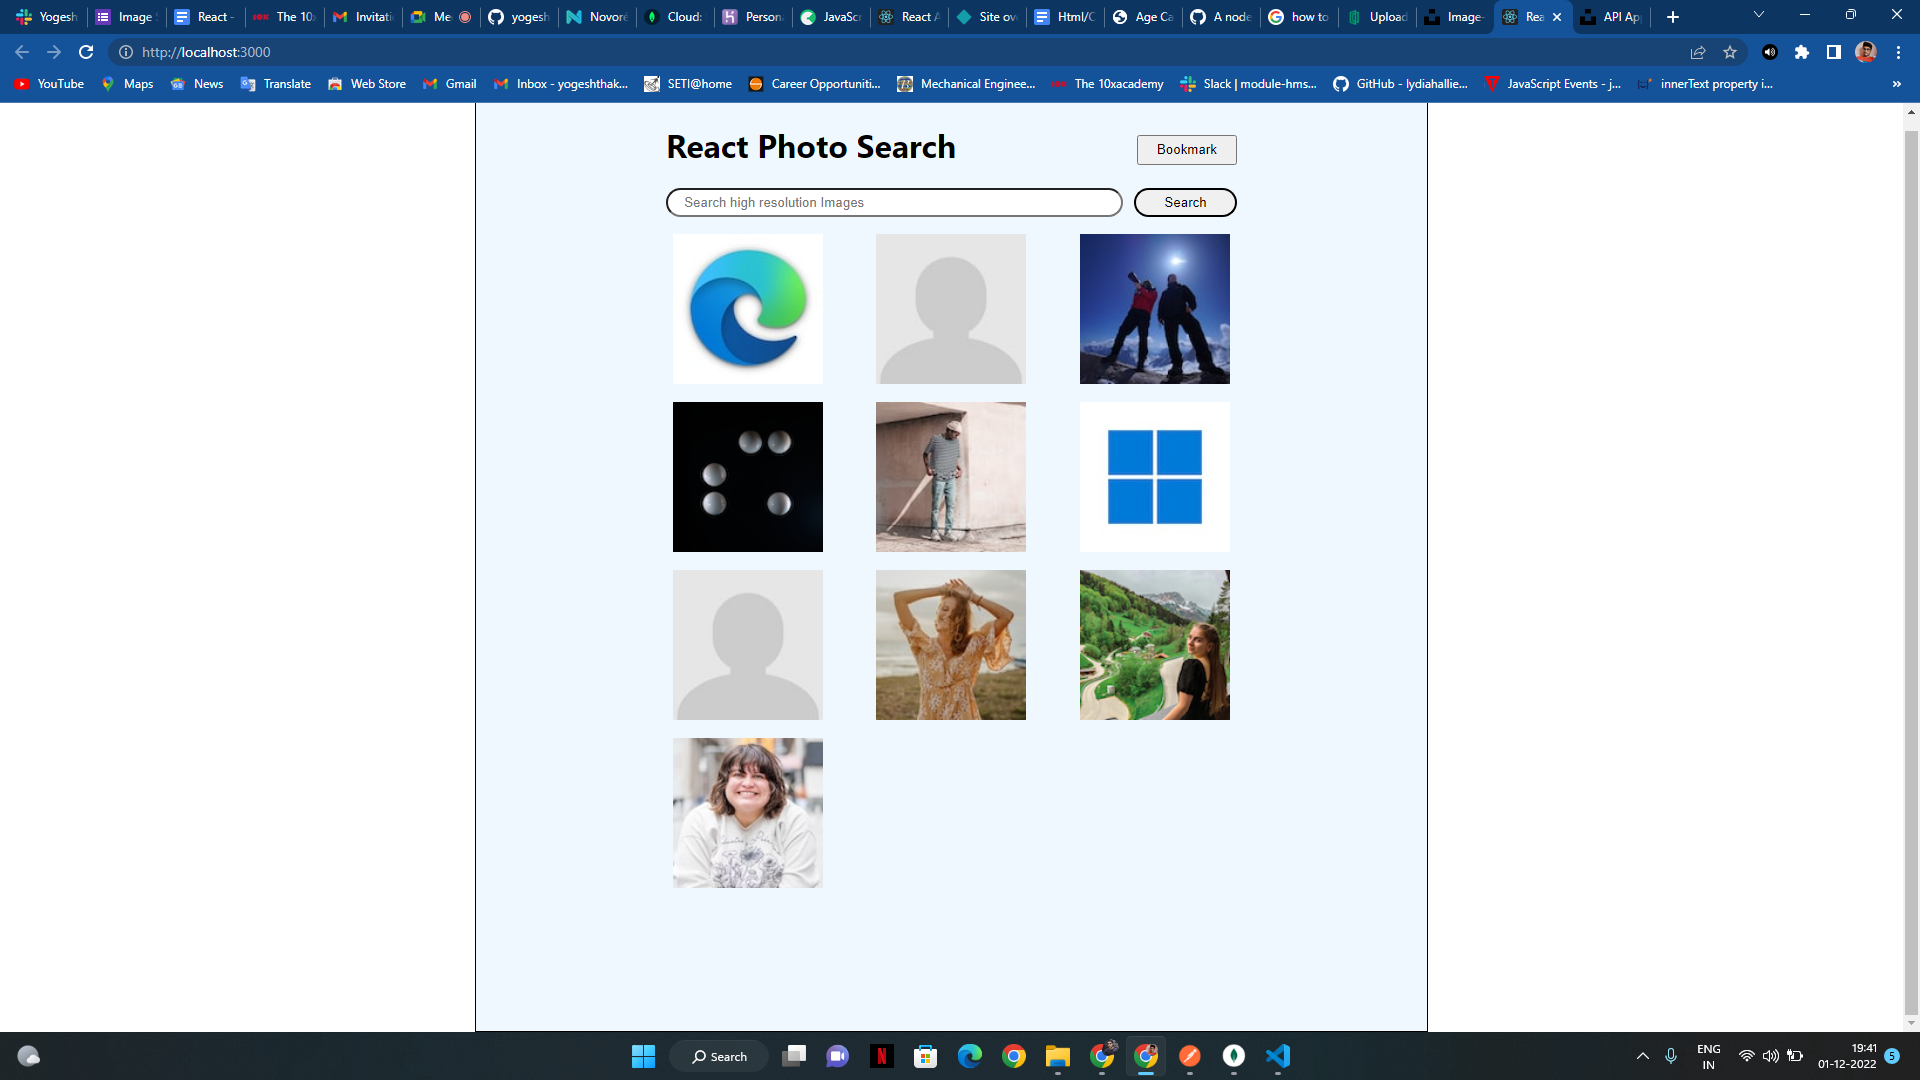 Yogesh
Image
React -
The 10
Invitati
Me
yogesh
Novor
Cloud:
Person
JavaScr
React A
Site ov
Html/C
Age Ca
A node
how to
Upload
Image-
Rea
API Ap
http://localhost:3000
YouTube
Maps
News
Translate
Web Store
Gmail
Inbox - yogeshthak...
SETI@home
Career Opportuniti...
Mechanical Enginee...
The 10xacademy
Slack | module-hms...
GitHub - lydiahallie...
JavaScript Events - j...
innerText property i...
»
React Photo Search
Bookmark
Search high resolution Images
Search
Search
ENG
IN
19:41
01-12-2022
5